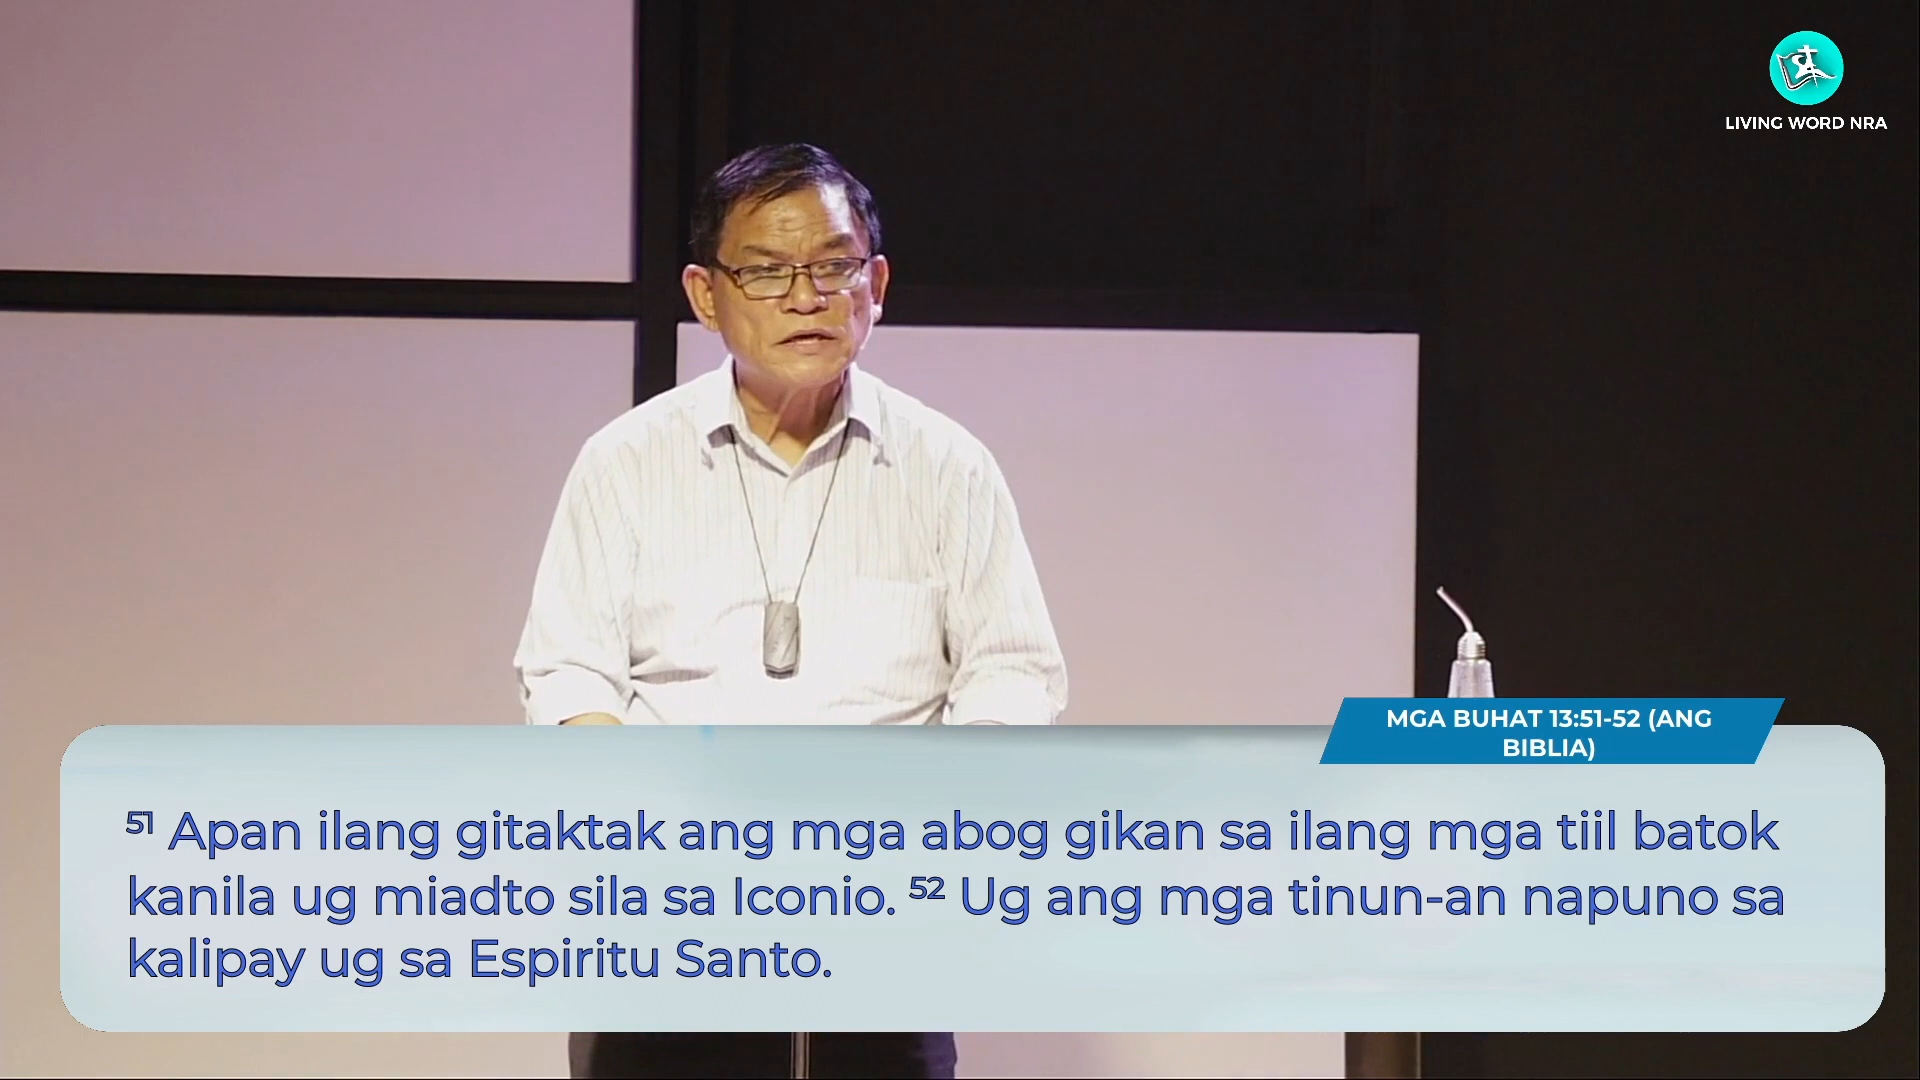 LIVING WORD NRA
MGA BUHAT 13:51-52 (ANG
BIBLIA)
⁵¹ Apan ilang gitaktak ang mga abog gikan sa ilang mga tiil batok
kanila ug miadto sila sa Iconio. ⁵² Ug ang mga tinun-an napuno sa
kalipay ug sa Espiritu Santo.